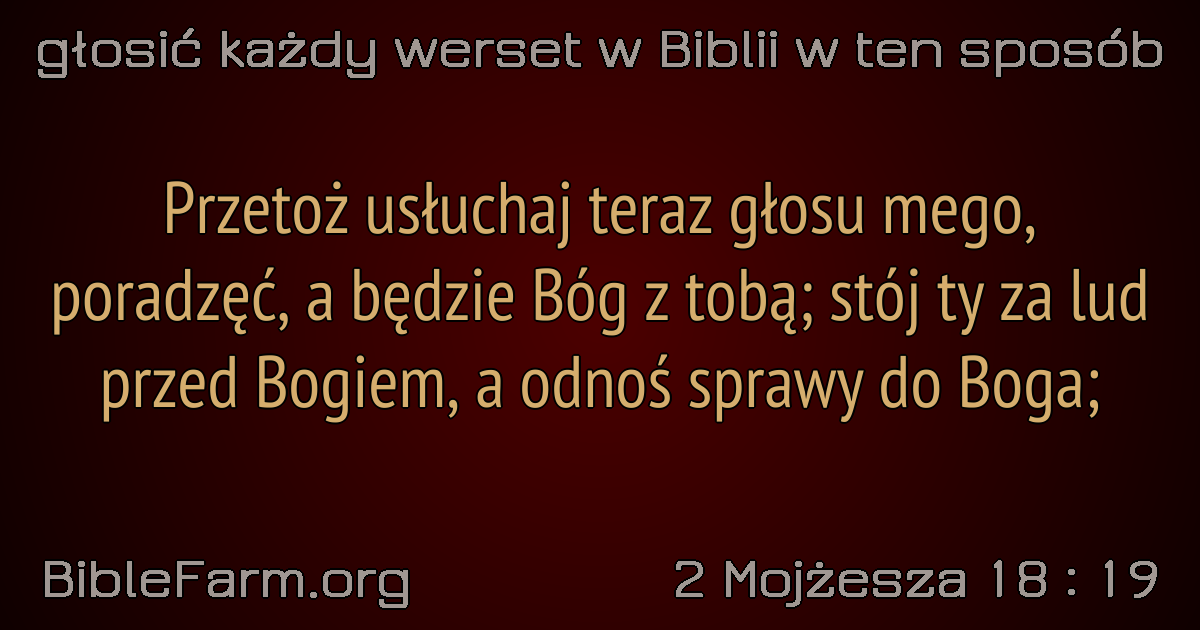 głosić każdy werset w Biblii w ten sposób
Przetoż usłuchaj teraz głosu mego,
poradzęć, a będzie Bóg z tobą; stój ty za lud
przed Bogiem, a odnoś sprawy do Boga;
BibleFarm.org
2 Mojżesza 18 : 19